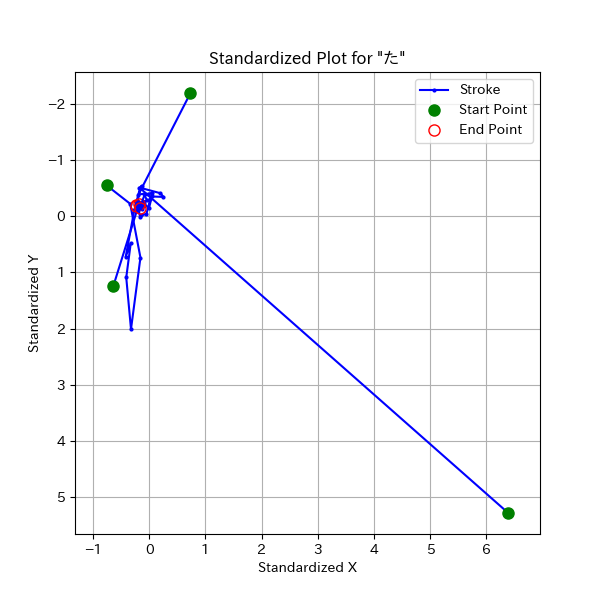 Standardized Plot for "た"
Stroke
Start Point
End Point
−2
−1
0
1
2
3
4
5
Standardized Y
−1 0 1 2 3 4 5 6
Standardized X